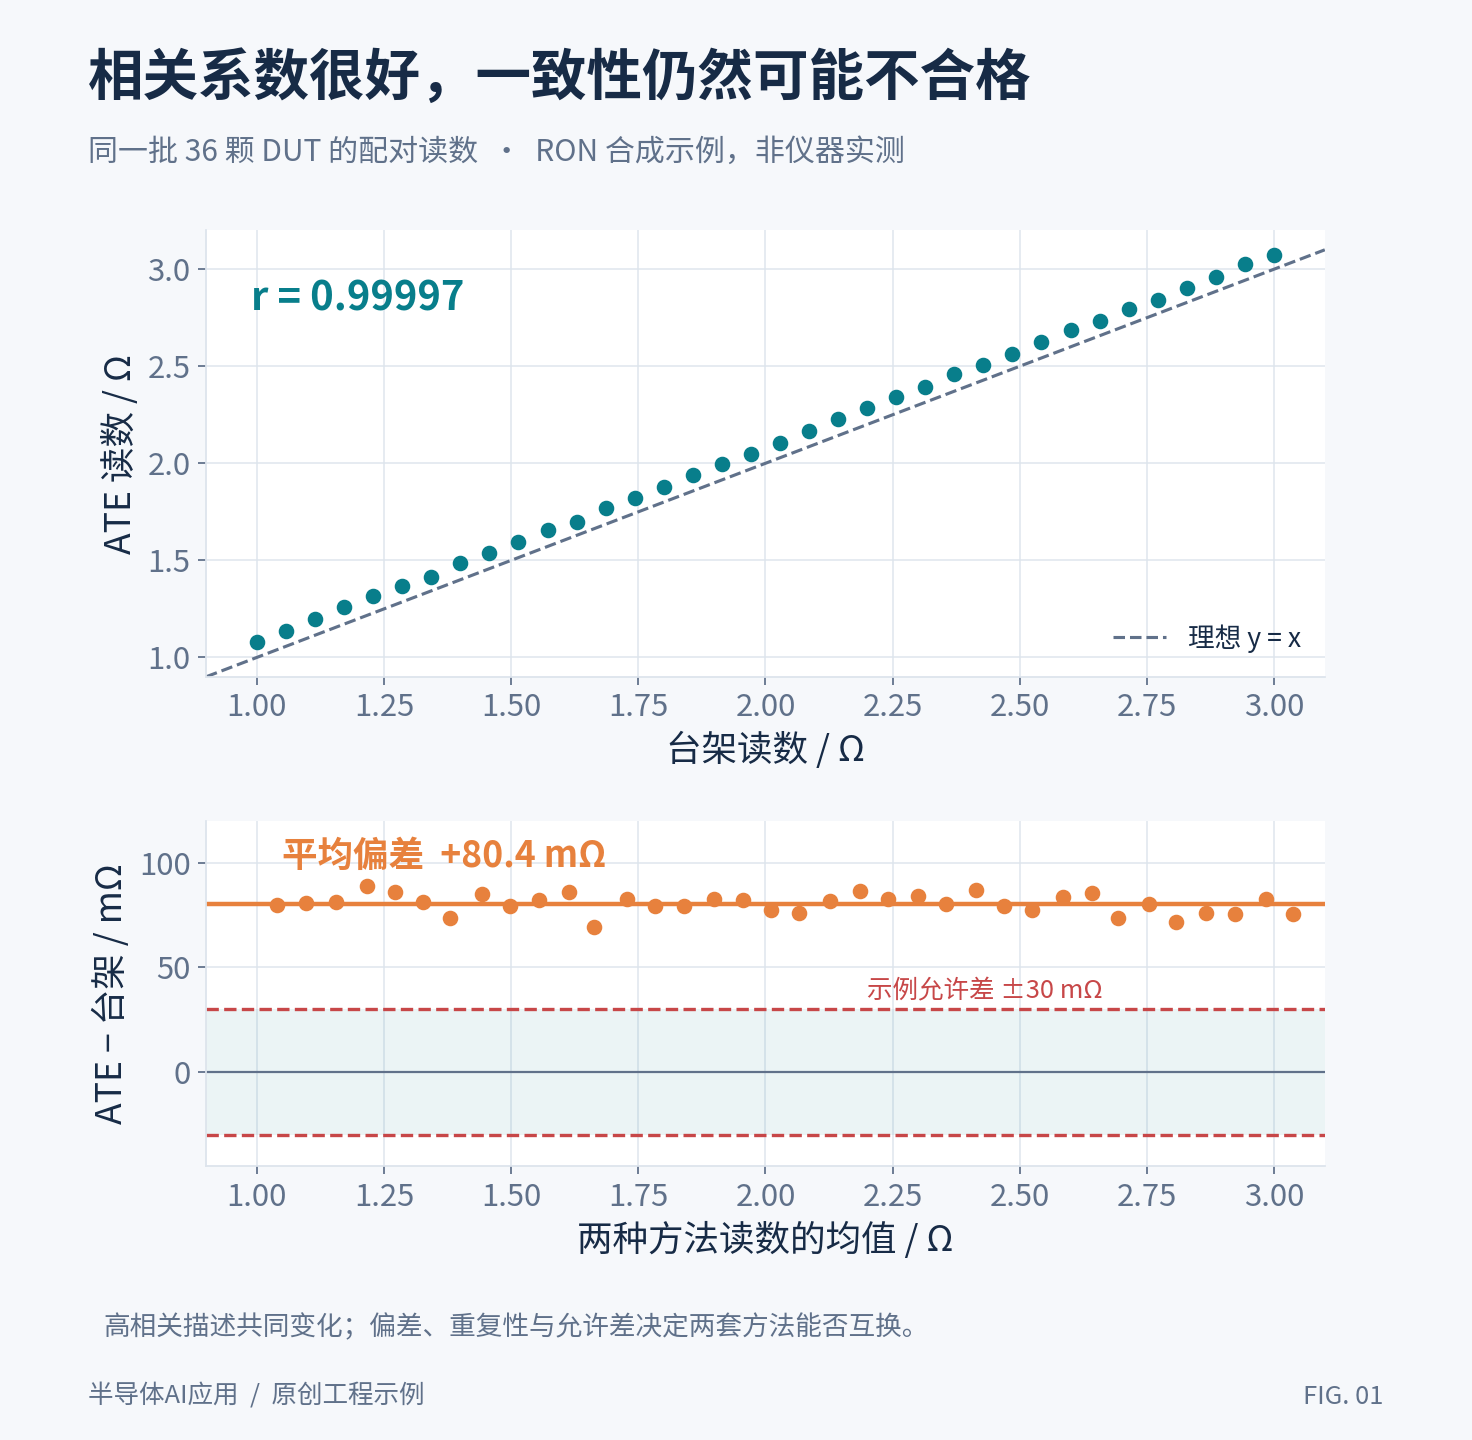 相关系数很好，一致性仍然可能不合格
同一批 36 颗 DUT 的配对读数 • RON 合成示例，非仪器实测
r = 0.99997
ATE 读数 / Ω
3.0
2.5
2.0
1.5
1.0
理想 y = x
1.00 1.25 1.50 1.75 2.00 2.25 2.50 2.75 3.00
台架读数 / Ω
平均偏差 +80.4 mΩ
ATE − 台架 / mΩ
100
50
0
示例允许差 ±30 mΩ
1.00 1.25 1.50 1.75 2.00 2.25 2.50 2.75 3.00
两种方法读数的均值 / Ω
高相关描述共同变化；偏差、重复性与允许差决定两套方法能否互换。
半导体AI应用 / 原创工程示例
FIG. 01